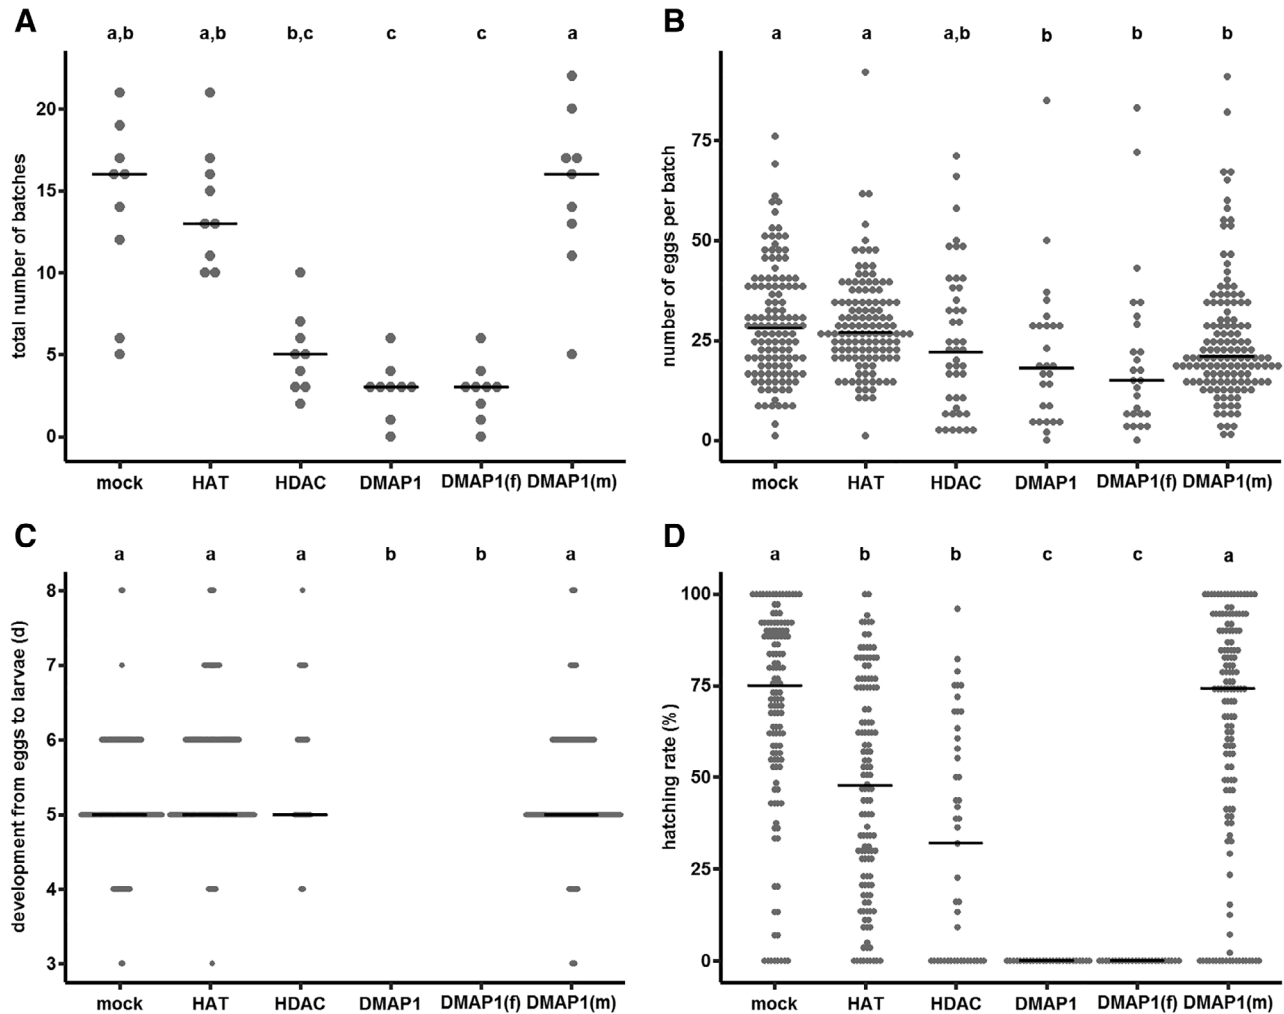 A
a,b a,b b,c c c a
total number of batches
20
15
10
5
0
mock HAT HDAC DMAP1 DMAP1(f) DMAP1(m)
B
a a a,b b b b
number of eggs per batch
75
50
25
0
mock HAT HDAC DMAP1 DMAP1(f) DMAP1(m)
C
a a a b b a
development from eggs to larvae (d)
8
7
6
5
4
3
mock HAT HDAC DMAP1 DMAP1(f) DMAP1(m)
D
a b b c c a
hatching rate (%)
100
75
50
25
0
mock HAT HDAC DMAP1 DMAP1(f) DMAP1(m)